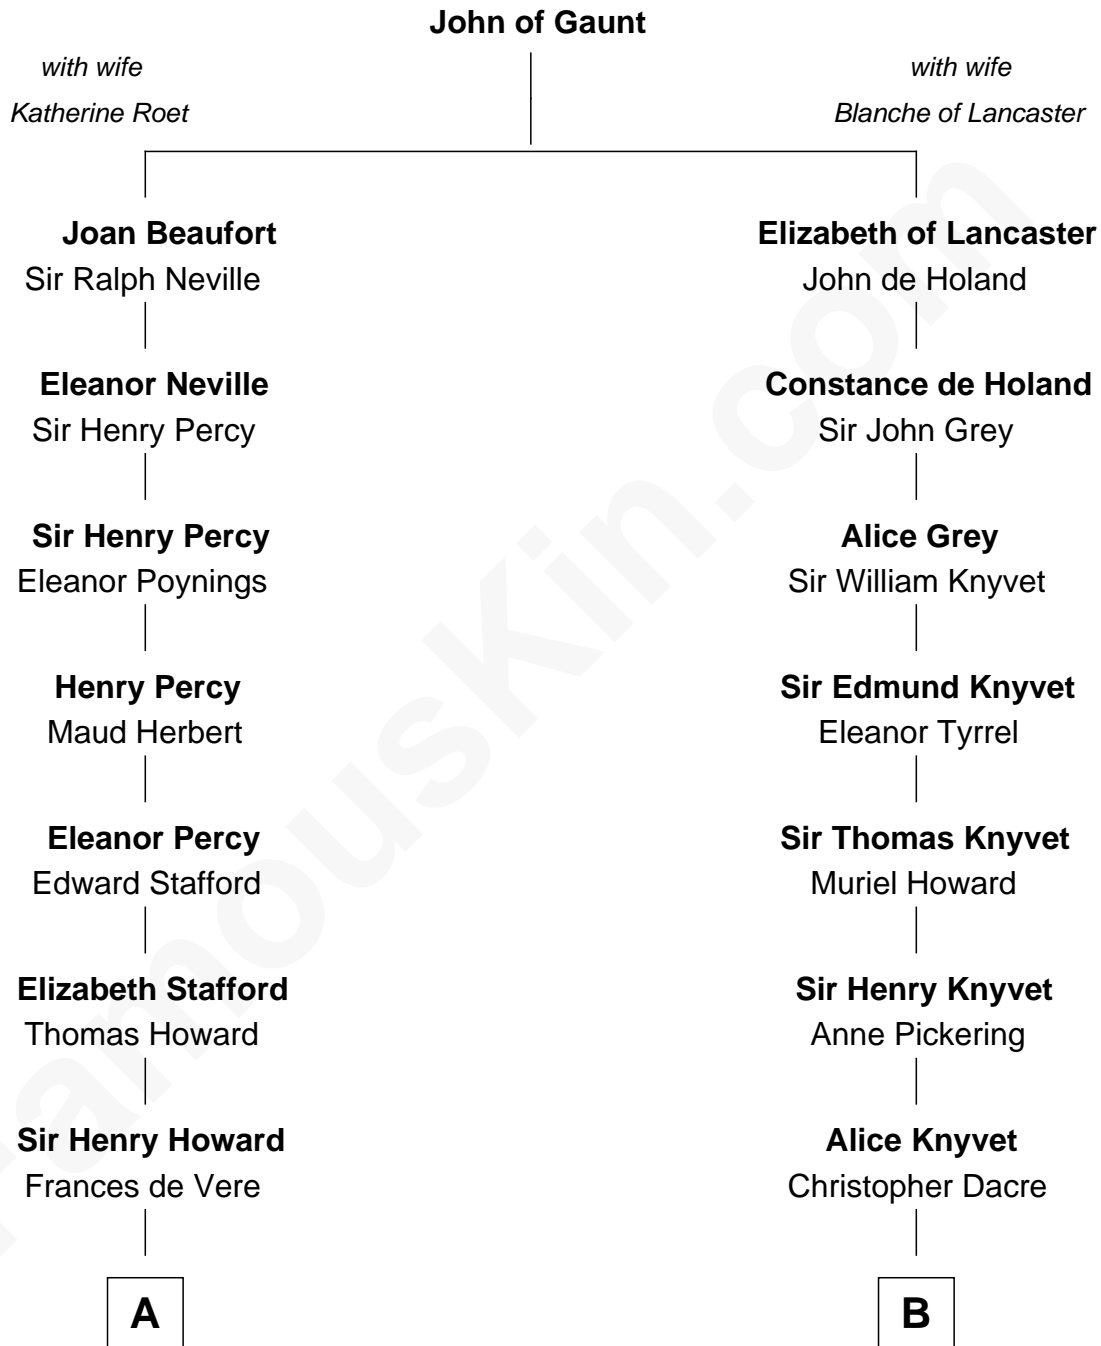 John of Gaunt
with wife
Katherine Roet
with wife
Blanche of Lancaster
Joan Beaufort
Sir Ralph Neville
Elizabeth of Lancaster
John de Holand
Eleanor Neville
Sir Henry Percy
Constance de Holand
Sir John Grey
Sir Henry Percy
Eleanor Poynings
Alice Grey
Sir William Knyvet
Henry Percy
Maud Herbert
Sir Edmund Knyvet
Eleanor Tyrrel
Eleanor Percy
Edward Stafford
Sir Thomas Knyvet
Muriel Howard
Elizabeth Stafford
Thomas Howard
Sir Henry Knyvet
Anne Pickering
Sir Henry Howard
Frances de Vere
Alice Knyvet
Christopher Dacre
A
B
FamousKin.com